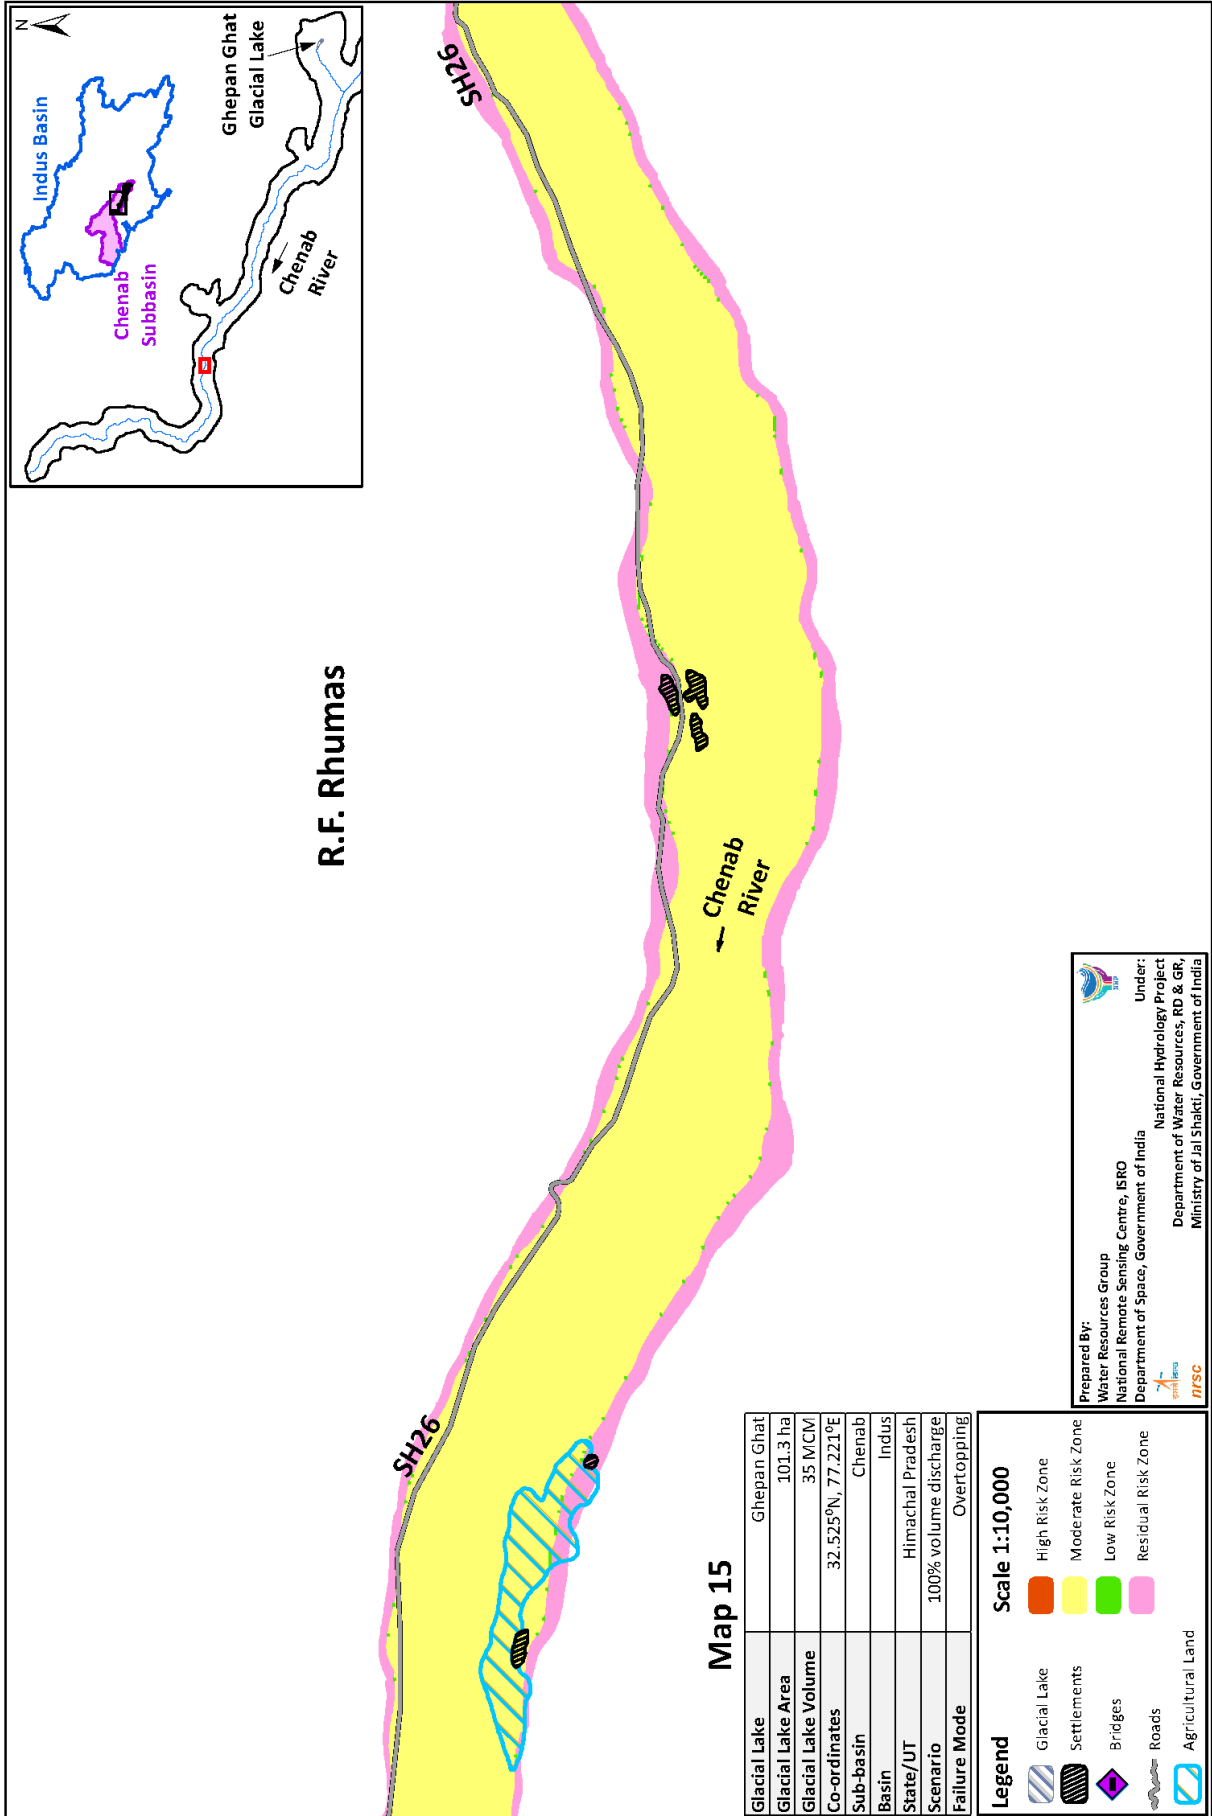 N
Indus Basin
Chenab
Subbasin
Ghepan Ghat
Glacial Lake
Chenab
River
SH26
R.F. Rhumas
Chenab
River
SH26
Map 15
Glacial Lake Ghepan Ghat
Glacial Lake Area 101.3 ha
Glacial Lake Volume 35 MCM
Co-ordinates 32.525°N, 77.221°E
Sub-basin Chenab
Basin Indus
State/UT Himachal Pradesh
Scenario 100% volume discharge
Failure Mode Overtopping
Legend
Scale 1:10,000
Glacial Lake
Settlements
Bridges
Roads
Agricultural Land
High Risk Zone
Moderate Risk Zone
Low Risk Zone
Residual Risk Zone
Prepared By:
Water Resources Group
National Remote Sensing Centre, ISRO
Department of Space, Government of India
Under:
National Hydrology Project
Department of Water Resources, RD & GR,
Ministry of Jal Shakti, Government of India
NHP
इसरो isro
nrsc